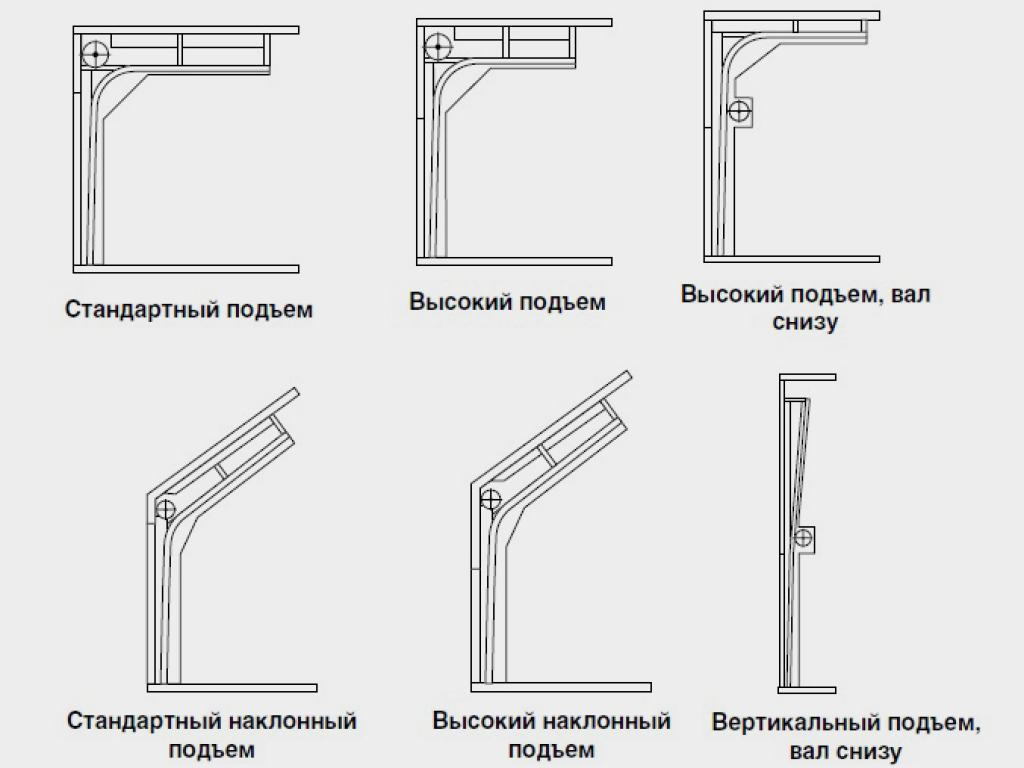 Стандартный подъем
Высокий подъем
Высокий подъем, вал
снизу
Стандартный наклонный
подъем
Высокий наклонный
подъем
Вертикальный подъем,
вал снизу